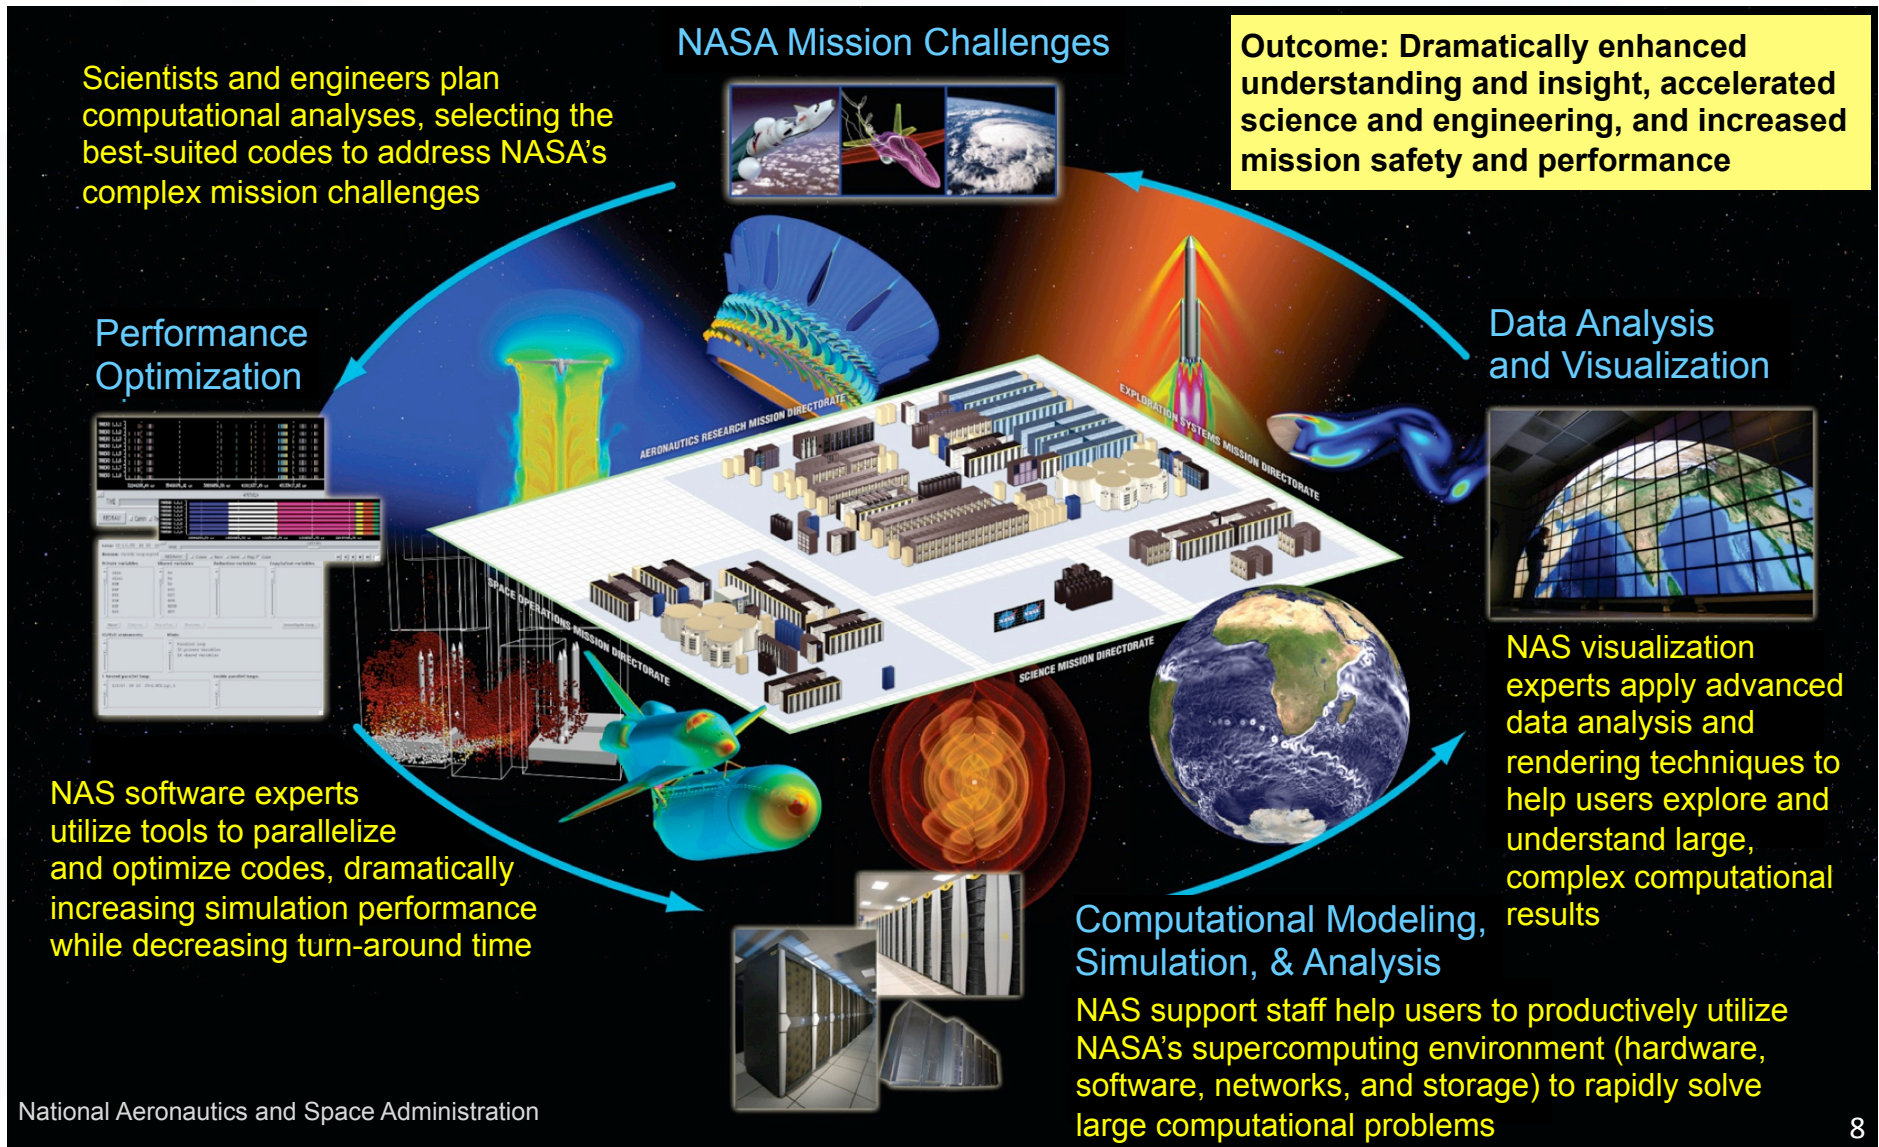 NASA Mission Challenges
Outcome: Dramatically enhanced
understanding and insight, accelerated
science and engineering, and increased
mission safety and performance
Scientists and engineers plan
computational analyses, selecting the
best-suited codes to address NASA’s
complex mission challenges
Performance
Optimization
Data Analysis
and Visualization
AERONAUTICS RESEARCH MISSION DIRECTORATE
EXPLORATION SYSTEMS MISSION DIRECTORATE
SPACE OPERATIONS MISSION DIRECTORATE
SCIENCE MISSION DIRECTORATE
NAS visualization
experts apply advanced
data analysis and
rendering techniques to
help users explore and
understand large,
complex computational
results
NAS software experts
utilize tools to parallelize
and optimize codes, dramatically
increasing simulation performance
while decreasing turn-around time
Computational Modeling,
Simulation, & Analysis
NAS support staff help users to productively utilize
NASA’s supercomputing environment (hardware,
software, networks, and storage) to rapidly solve
large computational problems
National Aeronautics and Space Administration
8